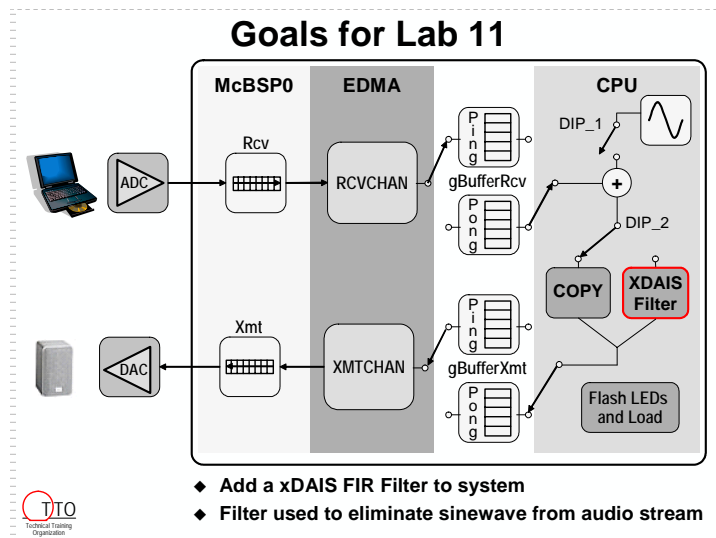 Goals for Lab 11
McBSP0
EDMA
CPU
Rcv
ADC
RCVCHAN
Ping
gBufferRcv
Pong
DIP_1
+
DIP_2
COPY
XDAIS
Filter
Xmt
DAC
XMTCHAN
Ping
gBufferXmt
Pong
Flash LEDs
and Load
◆ Add a xDAIS FIR Filter to system
◆ Filter used to eliminate sinewave from audio stream
TTO
Technical Training
Organization